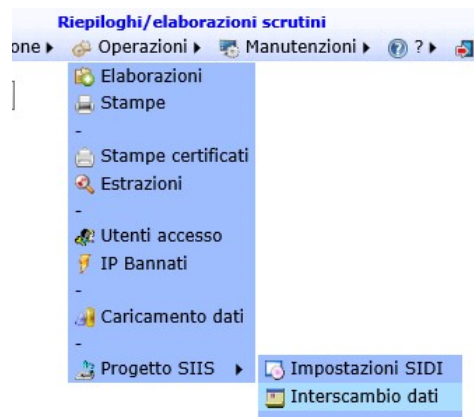 Riepiloghi/elaborazioni scrutini
one Operazioni Manutenzioni ?
Elaborazioni
Stampe
-
Stampe certificati
Estrazioni
-
Utenti accesso
IP Bannati
-
Caricamento dati
-
Progetto SIIS Impostazioni SIDI
Interscambio dati